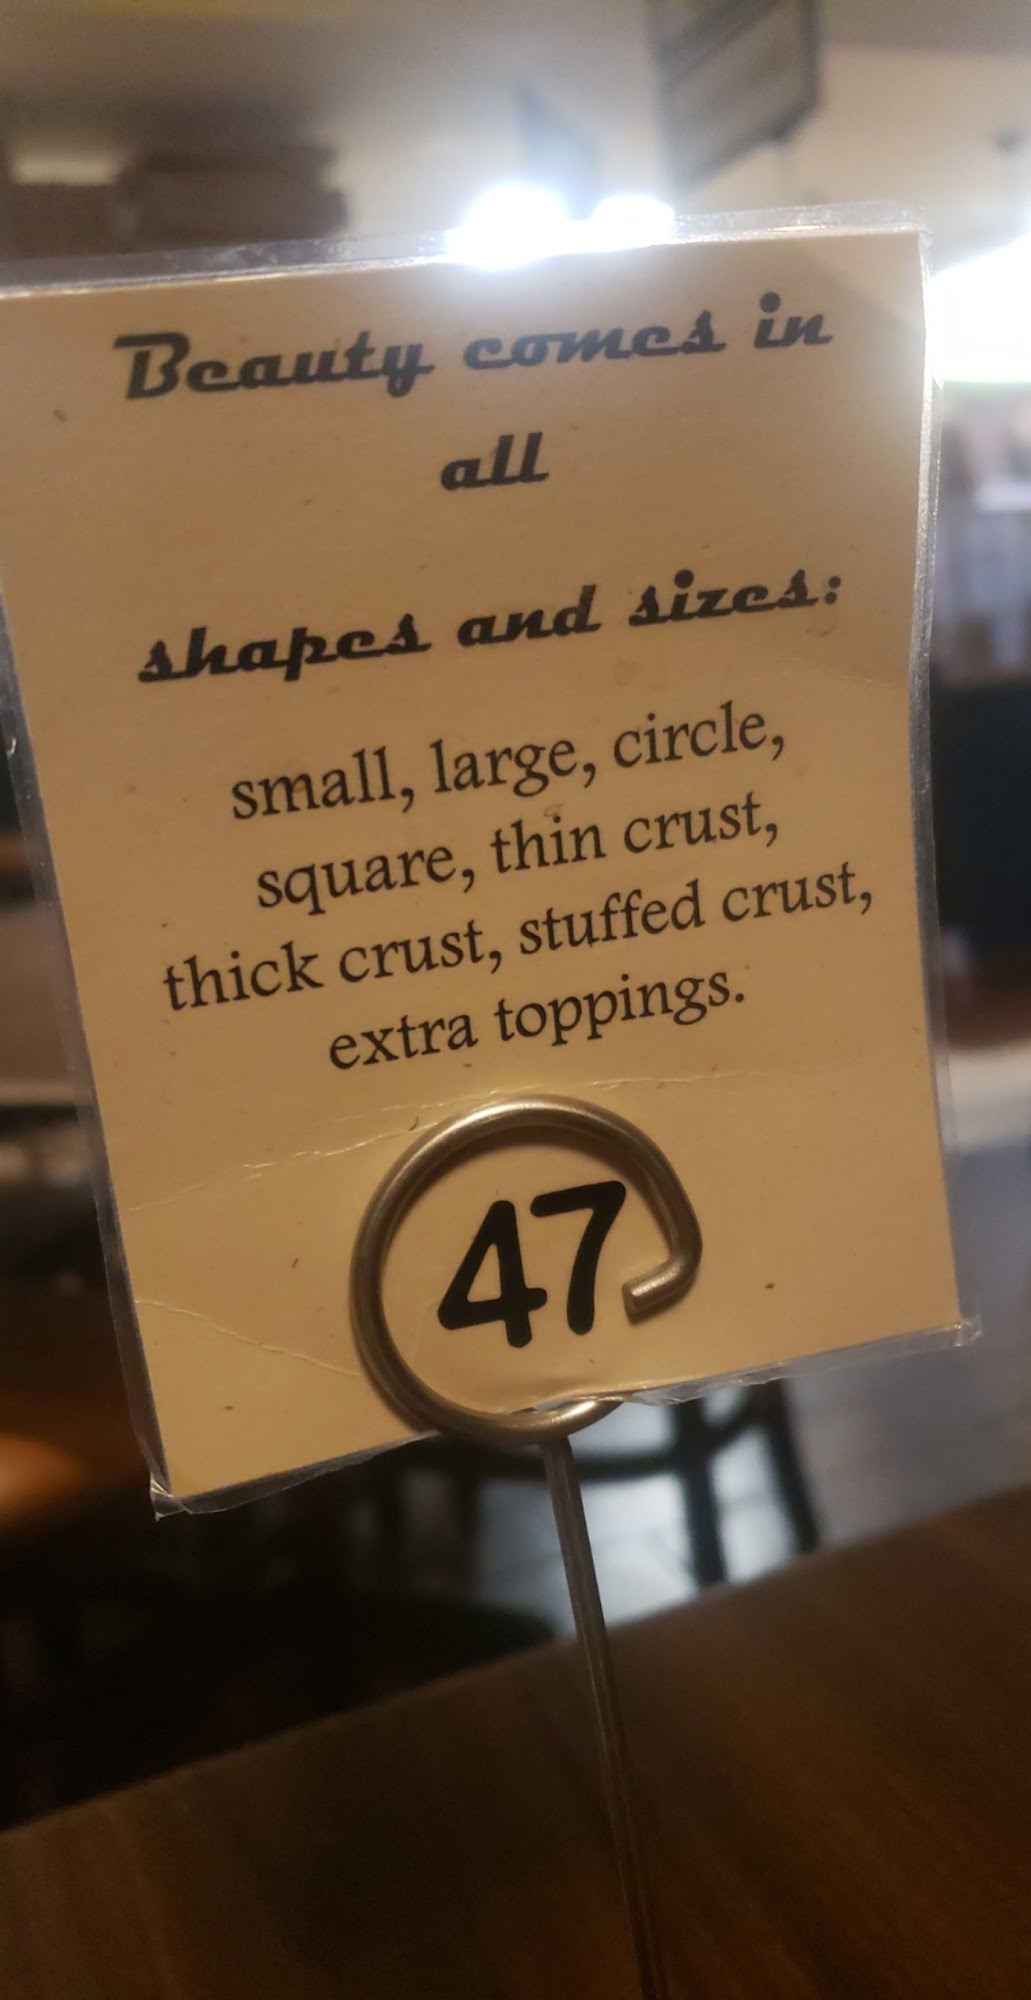 Beauty comes in
all
shapes and sizes:
small, large, circle,
square, thin crust,
thick crust, stuffed crust,
extra toppings.
47